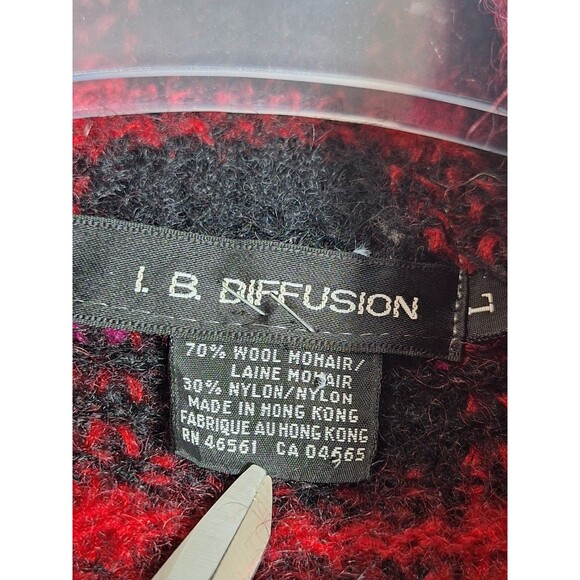 I. B. DIFFUSION
L
70% WOOL MOHAIR/
LAINE MOHAIR
30% NYLON/NYLON
MADE IN HONG KONG
FABRIQUE AU HONG KONG
RN 46561 CA 04565